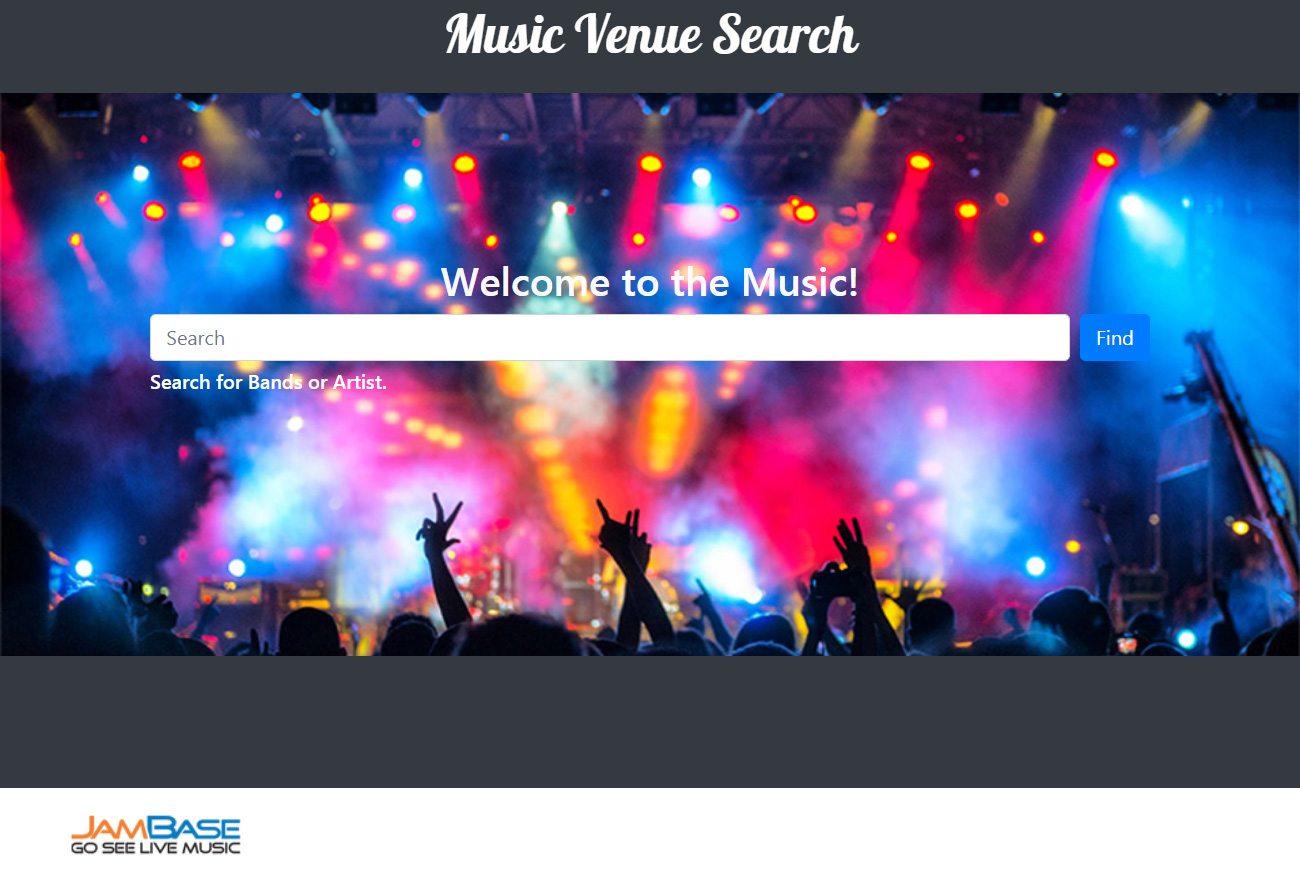 Music Venue Search
Welcome to the Music!
Search
Find
Search for Bands or Artist.
JAMBASE
GO SEE LIVE MUSIC